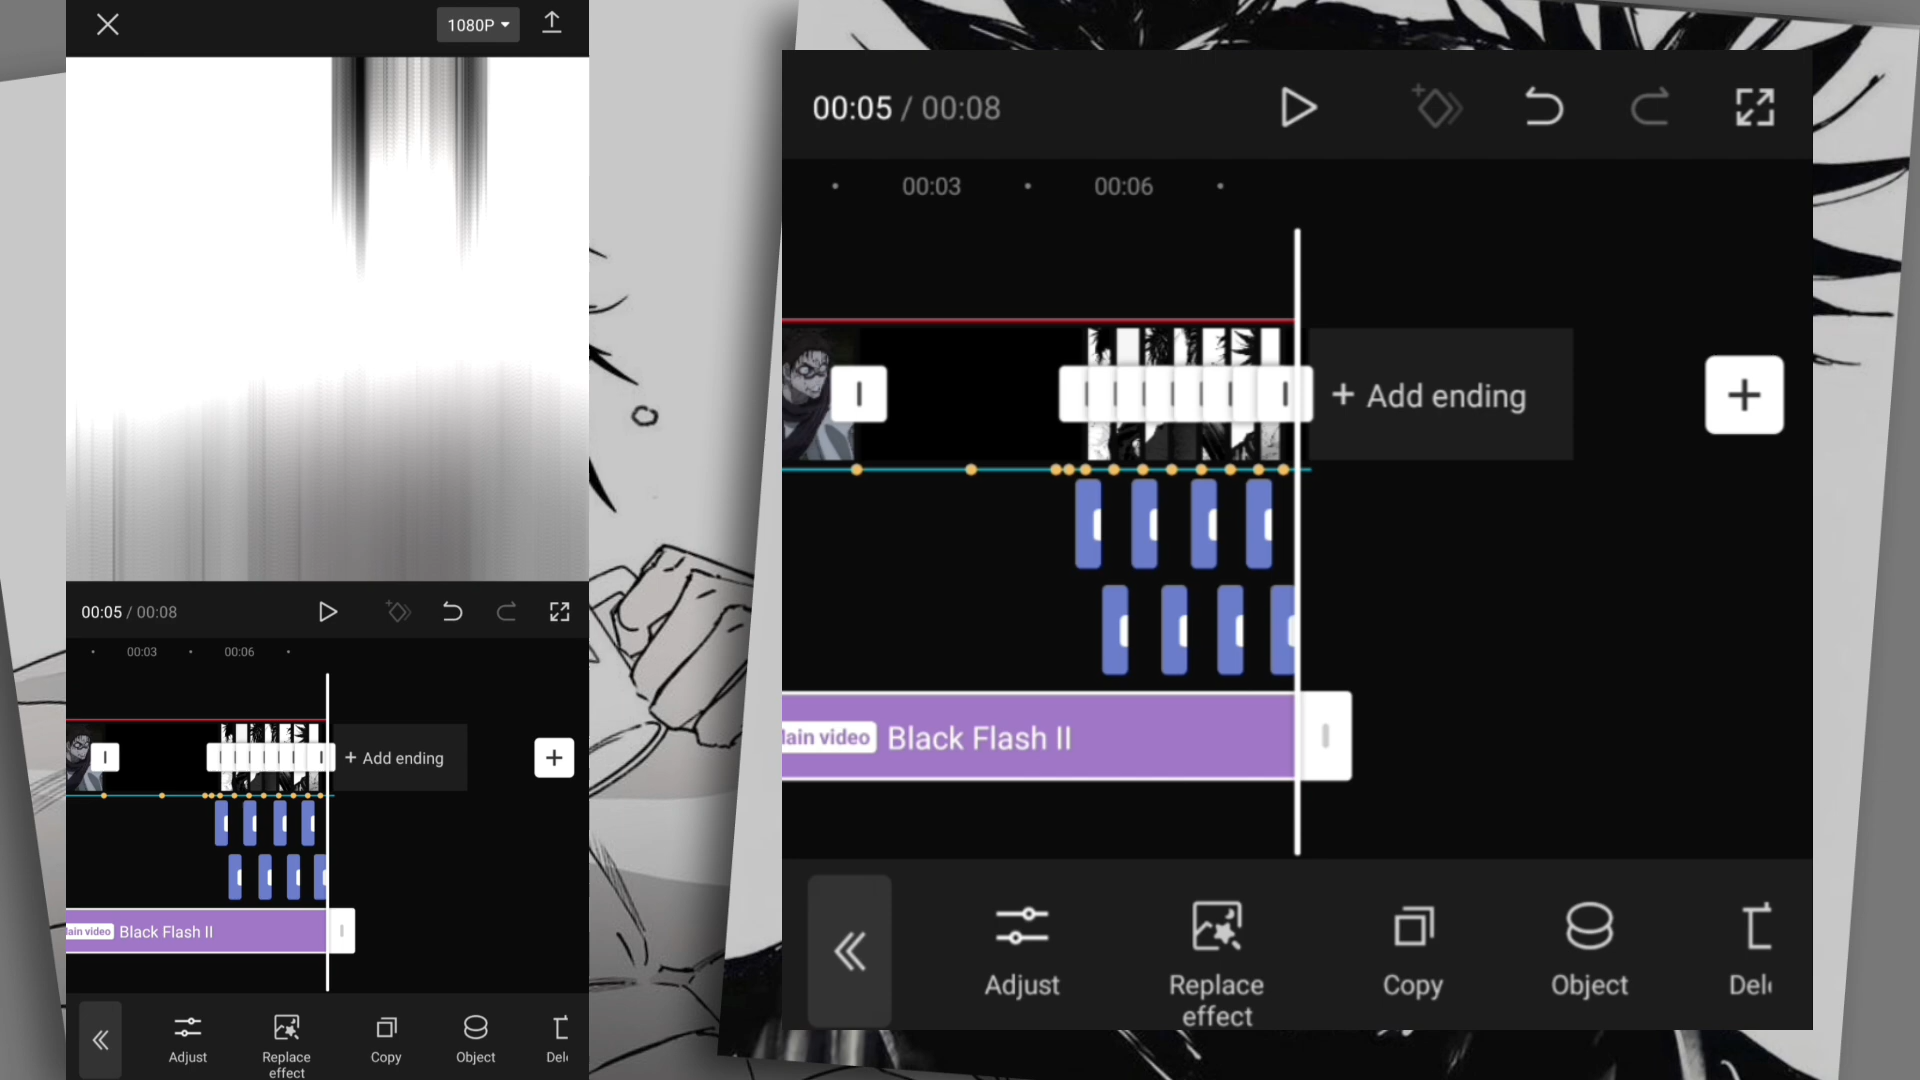 1080P
00:05 / 00:08
00:03
00:06
+ Add ending
ain video Black Flash II
Adjust
Replace
effect
Copy
Object
Del
00:05 / 00:08
00:03
00:06
+ Add ending
ain video Black Flash II
Adjust
Replace
effect
Copy
Object
Del